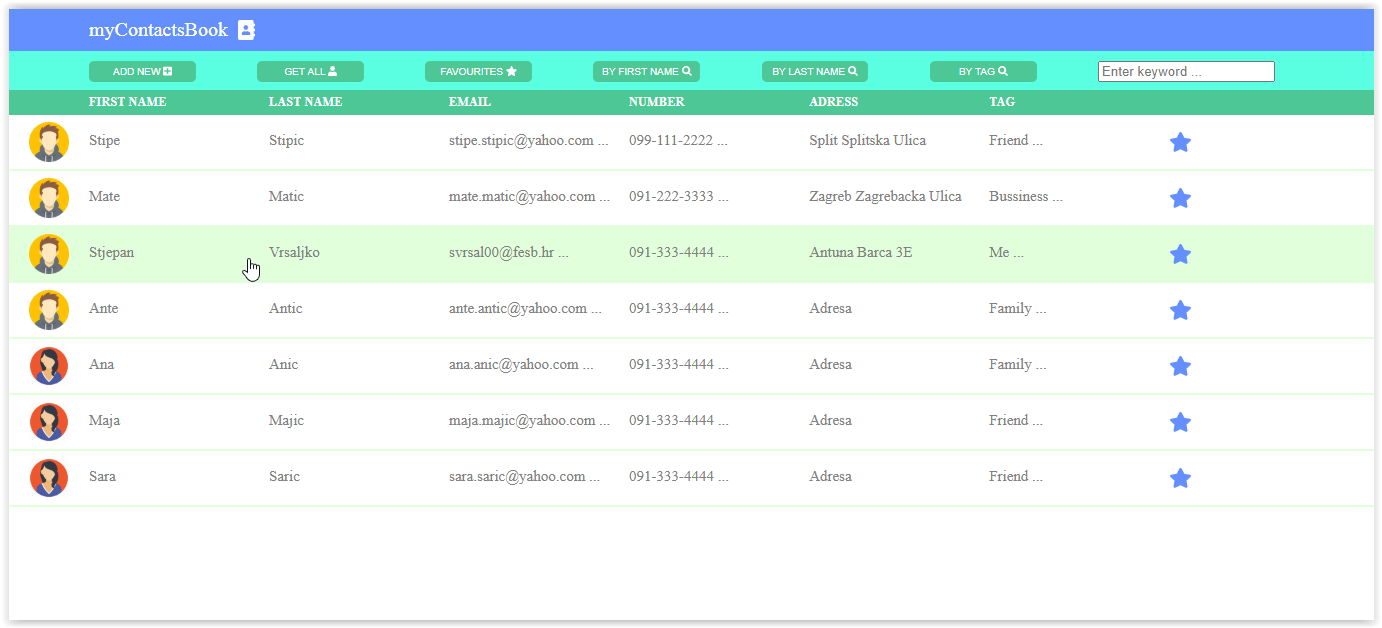 myContactsBook
ADD NEW GET ALL FAVOURITES BY FIRST NAME BY LAST NAME BY TAG Enter keyword ...
FIRST NAME LAST NAME EMAIL NUMBER ADRESS TAG
Stipe Stipic stipe.stipic@yahoo.com ... 099-111-2222 ... Split Splitska Ulica Friend ...
Mate Matic mate.matic@yahoo.com ... 091-222-3333 ... Zagreb Zagrebacka Ulica Bussiness ...
Stjepan Vrsaljko svrsal00@fesb.hr ... 091-333-4444 ... Antuna Barca 3E Me ...
Ante Antic ante.antic@yahoo.com ... 091-333-4444 ... Adresa Family ...
Ana Anic ana.anic@yahoo.com ... 091-333-4444 ... Adresa Family ...
Maja Majic maja.majic@yahoo.com ... 091-333-4444 ... Adresa Friend ...
Sara Saric sara.saric@yahoo.com ... 091-333-4444 ... Adresa Friend ...